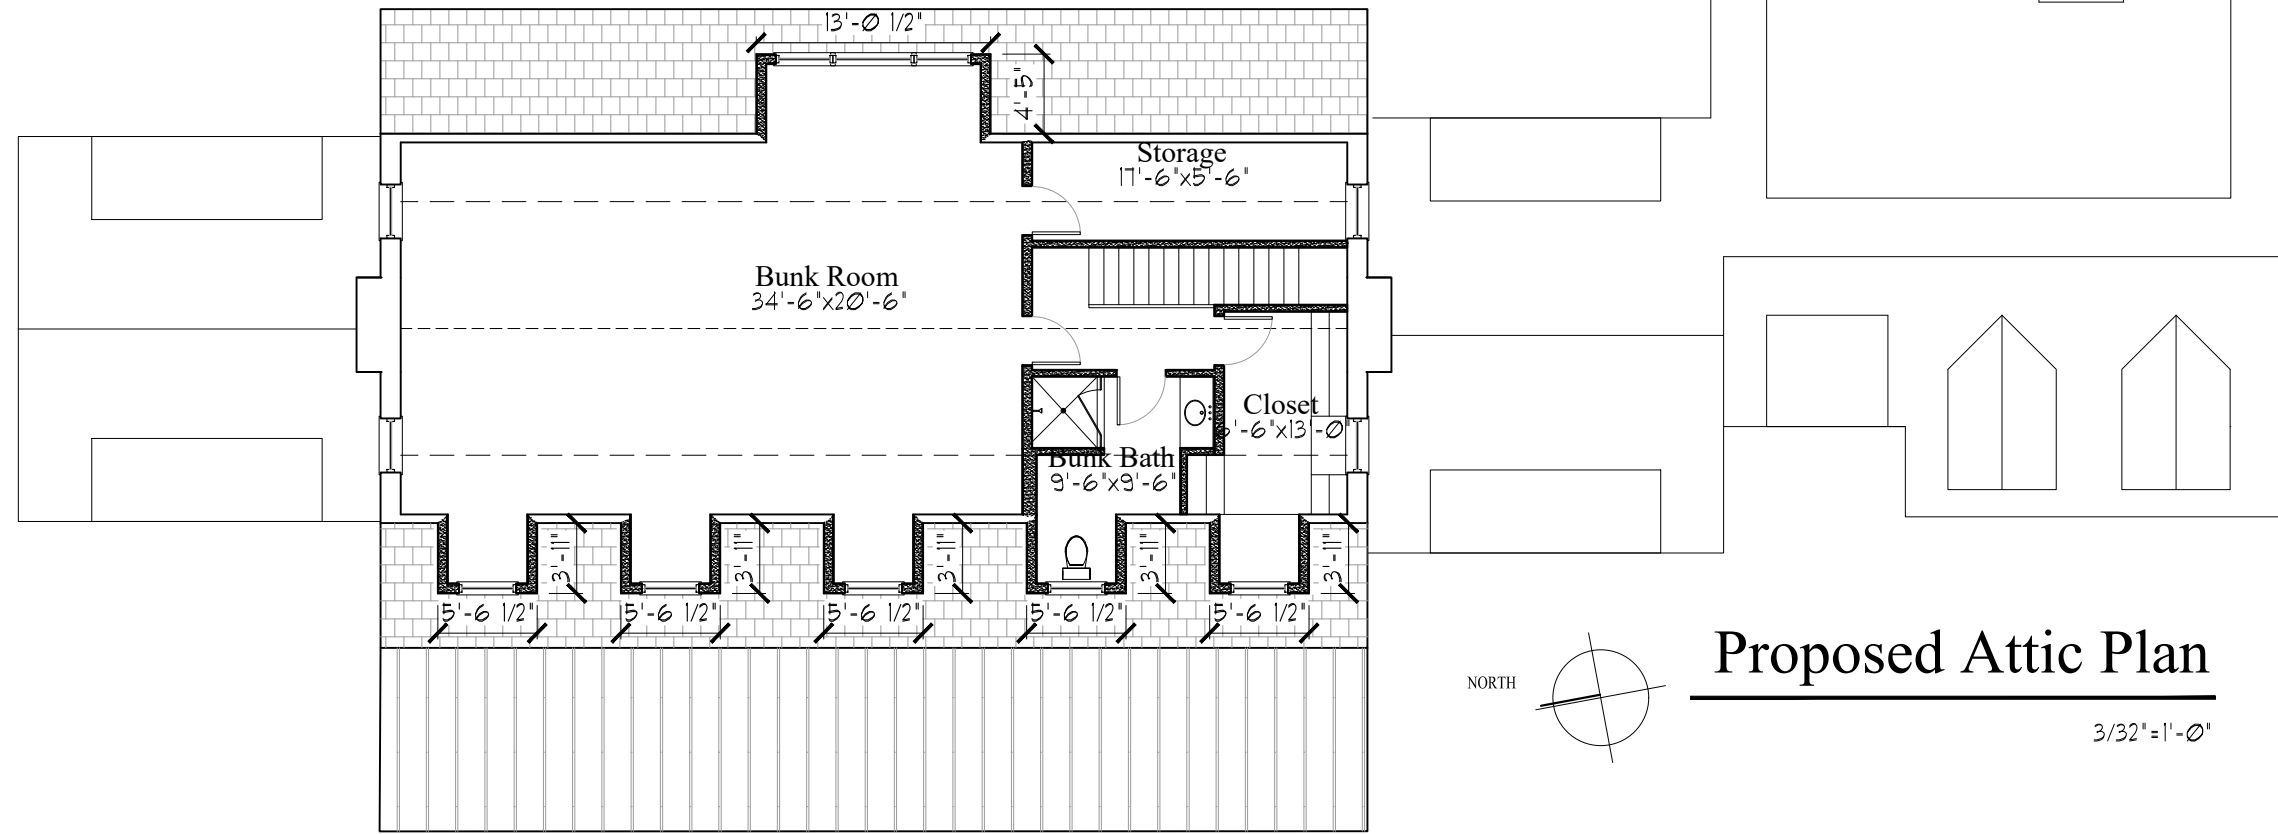 13'-0 1/2"
4'-5"
Storage
17'-6"x5'-6"
Bunk Room
34'-6"x20'-6"
Closet
6'-6"x13'-0"
Bunk Bath
9'-6"x9'-6"
3'-11"
3'-11"
3'-11"
3'-11"
3'-11"
5'-6 1/2"
5'-6 1/2"
5'-6 1/2"
5'-6 1/2"
5'-6 1/2"
NORTH
Proposed Attic Plan
3/32"=1'-0"